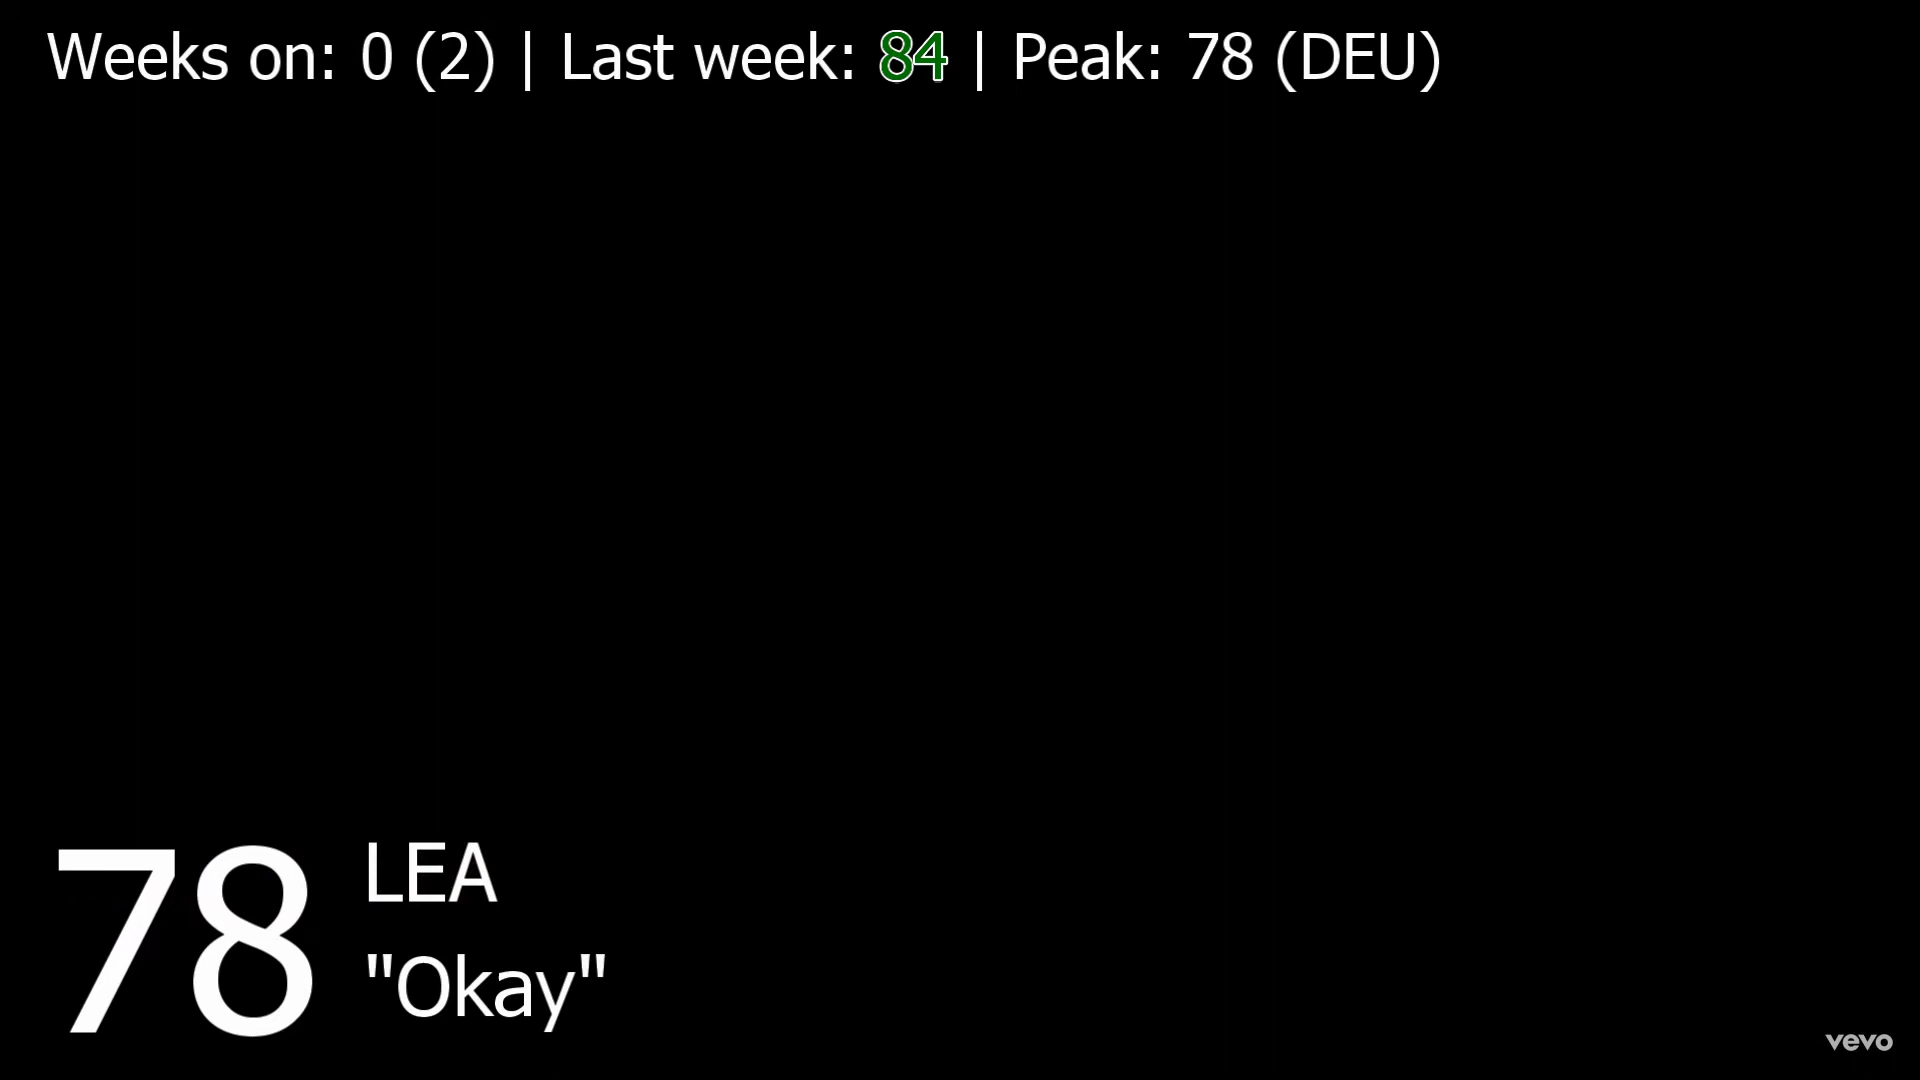 Weeks on: 0 (2) | Last week: 84 | Peak: 78 (DEU)
78
LEA
"Okay"
vevo